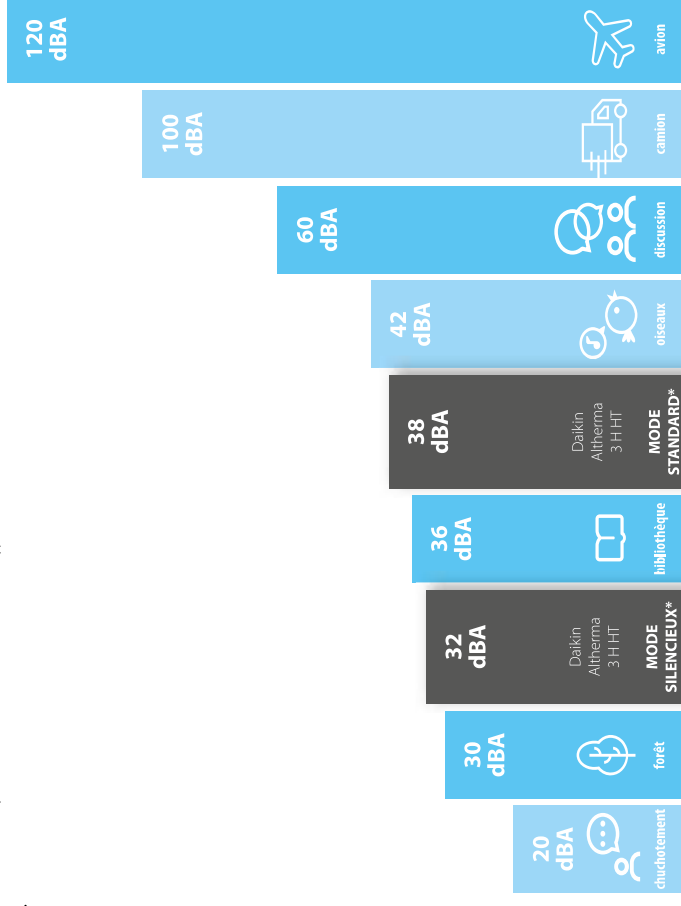 20
dBA
chuchotement
30
dBA
forêt
32
dBA
Daikin
Altherma
3 H HT
MODE
SILENCIEUX*
36
dBA
bibliothèque
38
dBA
Daikin
Altherma
3 H HT
MODE
STANDARD*
42
dBA
oiseaux
60
dBA
discussion
100
dBA
camion
120
dBA
avion